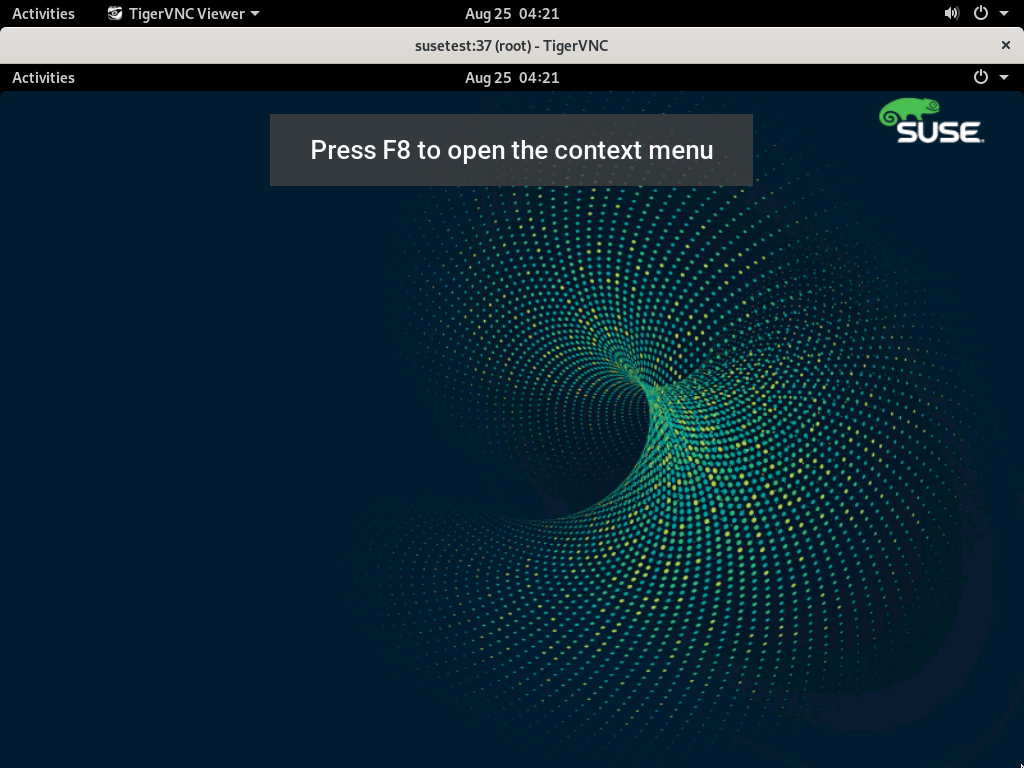 Activities TigerVNC Viewer Aug 25 04:21
susetest:37 (root) - TigerVNC
Activities Aug 25 04:21
SUSE
Press F8 to open the context menu